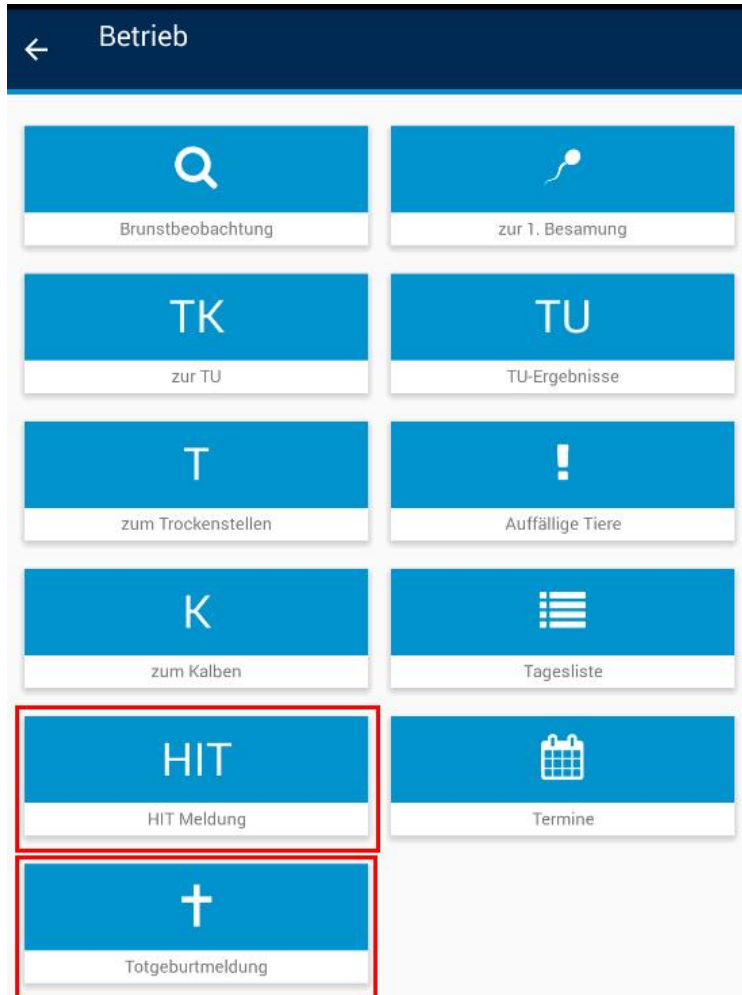 Betrieb
Brunstbeobachtung
zur 1. Besamung
TK
zur TU
TU
TU-Ergebnisse
T
zum Trockenstellen
!
Auffällige Tiere
K
zum Kalben
Tagesliste
HIT
HIT Meldung
Termine
Totgeburtmeldung